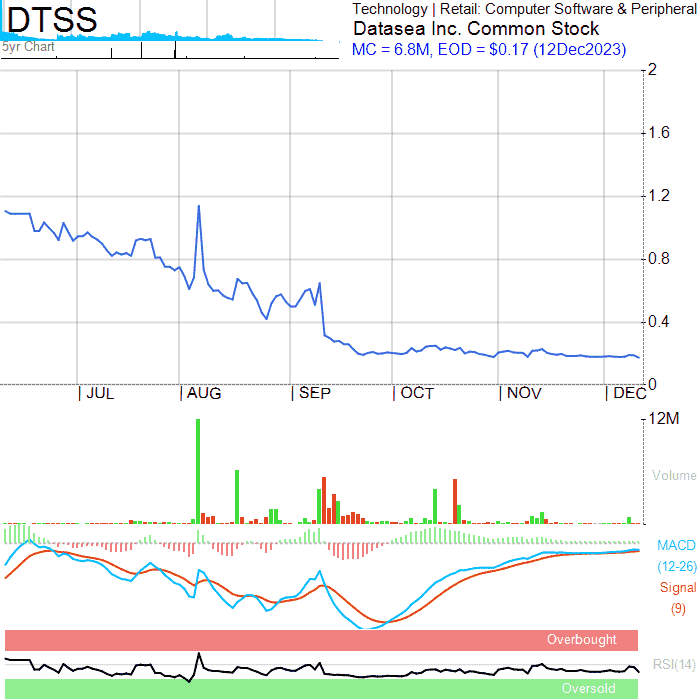 DTSS
5yr Chart
Technology | Retail: Computer Software & Peripheral
Datasea Inc. Common Stock
MC = 6.8M, EOD = $0.17 (12Dec2023)
2
1.6
1.2
0.8
0.4
0
| JUL | AUG | SEP | OCT | NOV | DEC
12M
Volume
MACD
(12-26)
Signal
(9)
Overbought
RSI(14)
Oversold